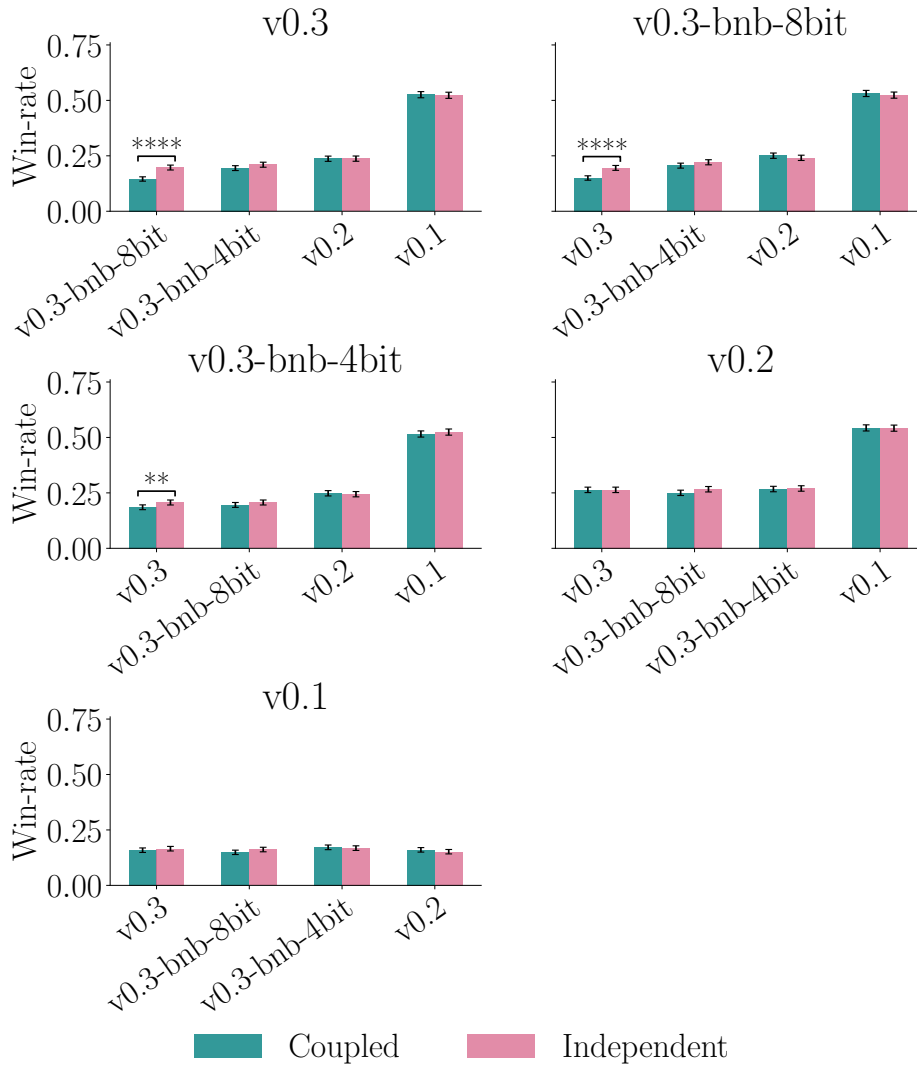 v0.3
Win-rate
0.75
0.50
0.25
0.00
****
v0.3-bnb-8bit
v0.3-bnb-4bit
v0.2
v0.1
v0.3-bnb-8bit
****
v0.3
v0.3-bnb-4bit
v0.2
v0.1
v0.3-bnb-4bit
Win-rate
0.75
0.50
0.25
0.00
**
v0.3
v0.3-bnb-8bit
v0.2
v0.1
v0.2
v0.3
v0.3-bnb-8bit
v0.3-bnb-4bit
v0.1
v0.1
Win-rate
0.75
0.50
0.25
0.00
v0.3
v0.3-bnb-8bit
v0.3-bnb-4bit
v0.2
Coupled
Independent